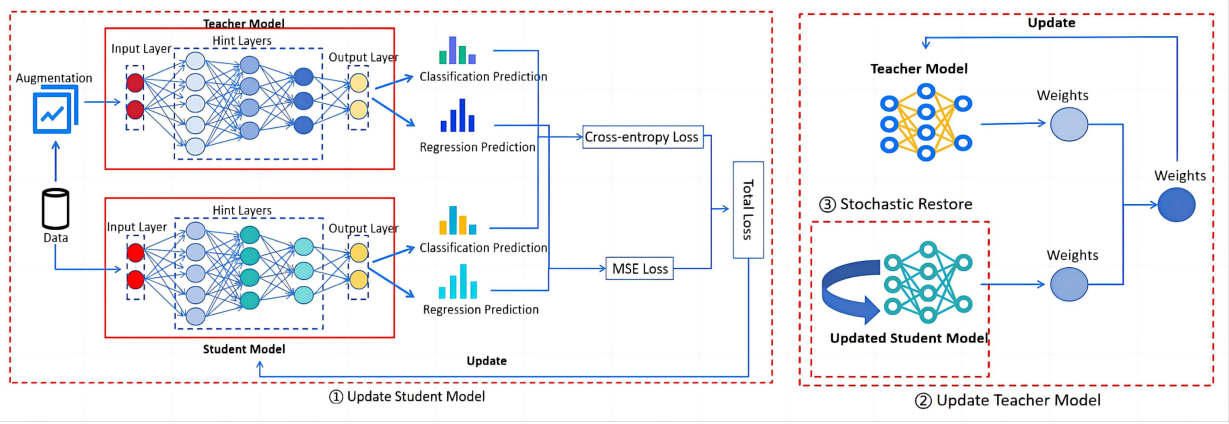 Teacher Model
Input Layer
Hint Layers
Output Layer
Augmentation
Classification Prediction
Regression Prediction
Data
Input Layer
Hint Layers
Output Layer
Classification Prediction
Regression Prediction
Student Model
Cross-entropy Loss
MSE Loss
Total Loss
Update
① Update Student Model
Update
Teacher Model
Weights
Weights
③ Stochastic Restore
Weights
Updated Student Model
② Update Teacher Model